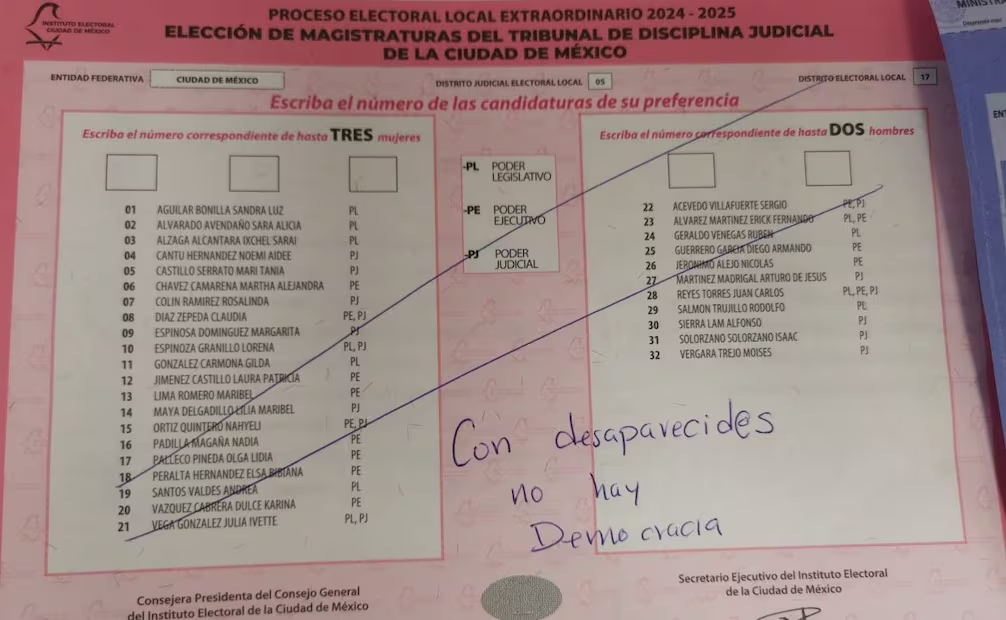 INSTITUTO ELECTORAL
CIUDAD DE MÉXICO
PROCESO ELECTORAL LOCAL EXTRAORDINARIO 2024 - 2025
ELECCIÓN DE MAGISTRATURAS DEL TRIBUNAL DE DISCIPLINA JUDICIAL
DE LA CIUDAD DE MÉXICO
ENTIDAD FEDERATIVA CIUDAD DE MÉXICO DISTRITO JUDICIAL ELECTORAL LOCAL 05 DISTRITO ELECTORAL LOCAL 17
Escriba el número de las candidaturas de su preferencia
Escriba el número correspondiente de hasta TRES mujeres
01 AGUILAR BONILLA SANDRA LUZ PL
02 ALVARADO AVENDAÑO SARA ALICIA PL
03 ALZAGA ALCANTARA IXCHEL SARAI PL
04 CANTU HERNANDEZ NOEMI AIDEE PJ
05 CASTILLO SERRATO MARI TANIA PJ
06 CHAVEZ CAMARENA MARTHA ALEJANDRA PE
07 COLIN RAMIREZ ROSALINDA PJ
08 DIAZ ZEPEDA CLAUDIA PE, PJ
09 ESPINOSA DOMINGUEZ MARGARITA PJ
10 ESPINOZA GRANILLO LORENA PL, PJ
11 GONZALEZ CARMONA GILDA PL
12 JIMENEZ CASTILLO LAURA PATRICIA PE
13 LIMA ROMERO MARIBEL PE
14 MAYA DELGADILLO LILIA MARIBEL PJ
15 ORTIZ QUINTERO NAHYELI PE, PJ
16 PADILLA MAGAÑA NADIA PE
17 PALLECO PINEDA OLGA LIDIA PE
18 PERALTA HERNANDEZ ELSA BIBIANA PE
19 SANTOS VALDES ANDREA PL
20 VAZQUEZ CABRERA DULCE KARINA PE
21 VEGA GONZALEZ JULIA IVETTE PL, PJ
-PL PODER
LEGISLATIVO
-PE PODER
EJECUTIVO
-PJ PODER
JUDICIAL
Escriba el número correspondiente de hasta DOS hombres
22 ACEVEDO VILLAFUERTE SERGIO PE, PJ
23 ALVAREZ MARTINEZ ERICK FERNANDO PL, PE
24 GERALDO VENEGAS RUBEN PL
25 GUERRERO GARCIA DIEGO ARMANDO PE
26 JERONIMO ALEJO NICOLAS PE
27 MARTINEZ MADRIGAL ARTURO DE JESUS PJ
28 REYES TORRES JUAN CARLOS PL, PE, PJ
29 SALMON TRUJILLO RODOLFO PE
30 SIERRA LAM ALFONSO PJ
31 SOLORZANO SOLORZANO ISAAC PJ
32 VERGARA TREJO MOISES PJ
Con desaparecid@s
no hay
Democracia
Consejera Presidenta del Consejo General
del Instituto Electoral de la Ciudad de México
Secretario Ejecutivo del Instituto Electoral
de la Ciudad de México